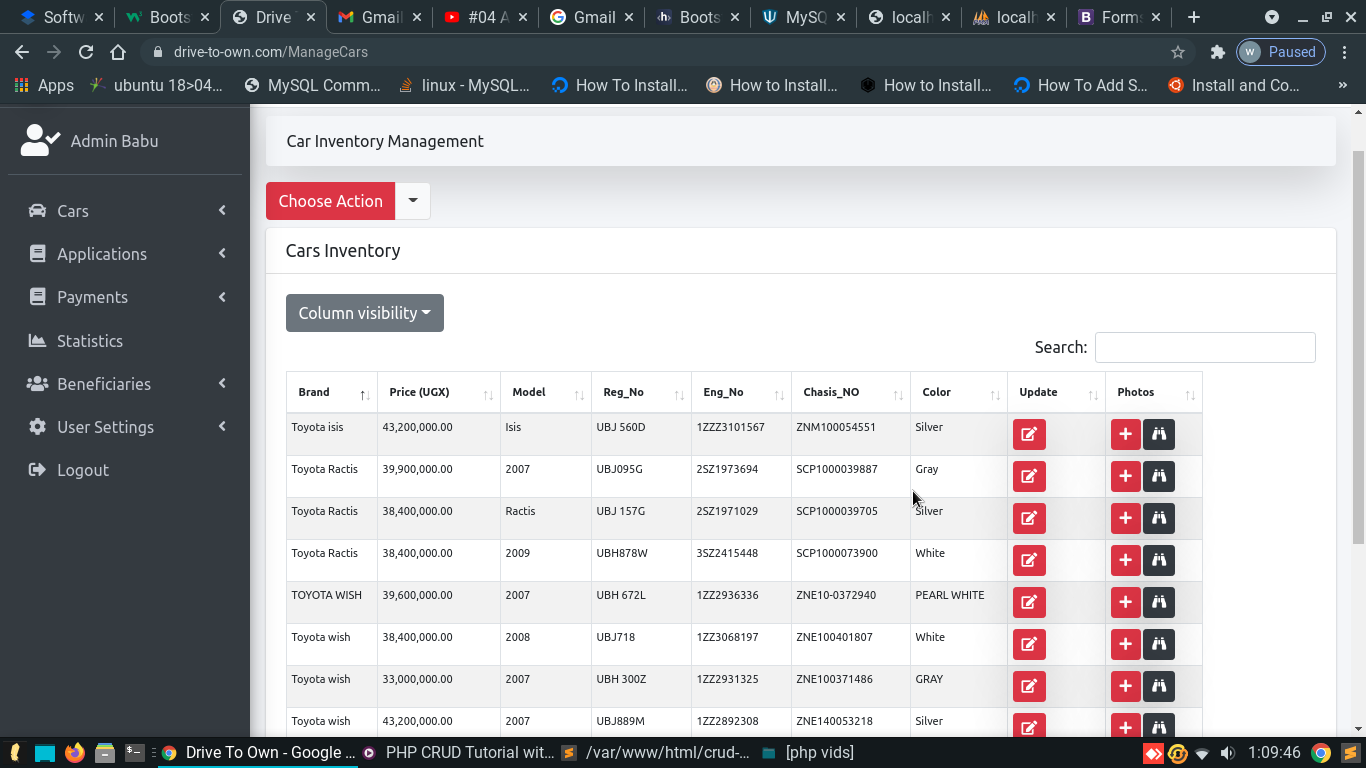 Softw
Boots
Drive
Gmail
#04 A
Gmail
Boots
MySQ
localh
localh
Form
drive-to-own.com/ManageCars
W Paused
Apps
ubuntu 18>04...
MySQL Comm...
linux - MySQL...
How To Install...
How to Install...
How to Install...
How To Add S...
Install and Co...
»
Admin Babu
Cars
Applications
Payments
Statistics
Beneficiaries
User Settings
Logout
Car Inventory Management
Choose Action
Cars Inventory
Column visibility
Search:
Brand Price (UGX) Model Reg_No Eng_No Chasis_NO Color Update Photos
Toyota isis 43,200,000.00 Isis UBJ 560D 1ZZZ3101567 ZNM100054551 Silver
Toyota Ractis 39,900,000.00 2007 UBJ095G 2SZ1973694 SCP1000039887 Gray
Toyota Ractis 38,400,000.00 Ractis UBJ 157G 2SZ1971029 SCP1000039705 Silver
Toyota Ractis 38,400,000.00 2009 UBH878W 3SZ2415448 SCP1000073900 White
TOYOTA WISH 39,600,000.00 2007 UBH 672L 1ZZ2936336 ZNE10-0372940 PEARL WHITE
Toyota wish 38,400,000.00 2008 UBJ718 1ZZ3068197 ZNE100401807 White
Toyota wish 33,000,000.00 2007 UBH 300Z 1ZZ2931325 ZNE100371486 GRAY
Toyota wish 43,200,000.00 2007 UBJ889M 1ZZ2892308 ZNE140053218 Silver
Drive To Own - Google ...
PHP CRUD Tutorial wit...
/var/www/html/crud-...
[php vids]
1:09:46